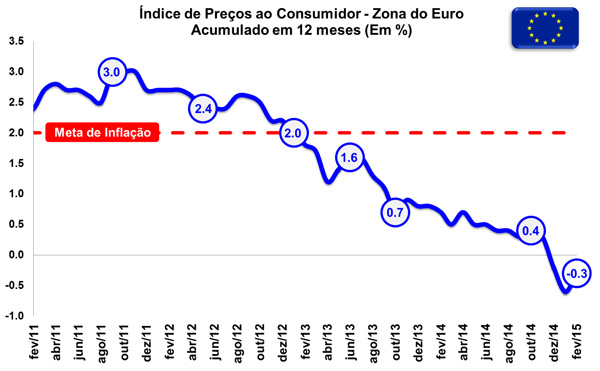 Índice de Preços ao Consumidor - Zona do Euro
Acumulado em 12 meses (Em %)
3.5
3.0
2.5
2.0
1.5
1.0
0.5
0.0
-0.5
-1.0
Meta de Inflação
3.0
2.4
2.0
1.6
0.7
0.4
-0.3
fev/11
abr/11
jun/11
ago/11
out/11
dez/11
fev/12
abr/12
jun/12
ago/12
out/12
dez/12
fev/13
abr/13
jun/13
ago/13
out/13
dez/13
fev/14
abr/14
jun/14
ago/14
out/14
dez/14
fev/15